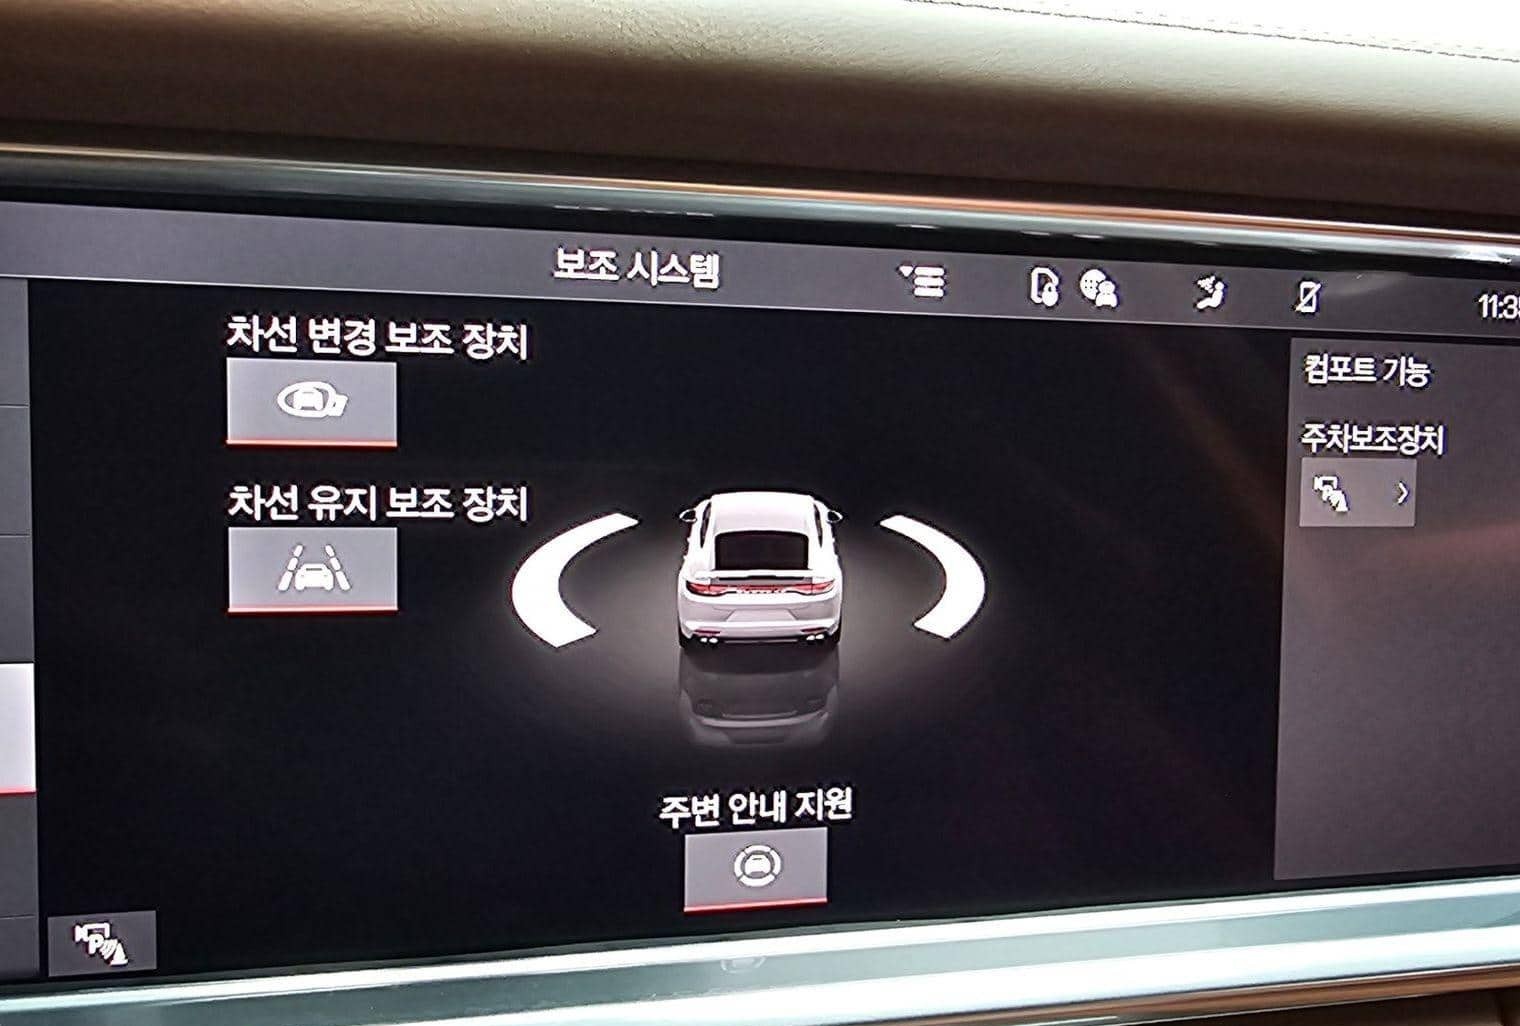 보조 시스템
차선 변경 보조 장치
컴포트 기능
주차보조장치
차선 유지 보조 장치
주변 안내 지원